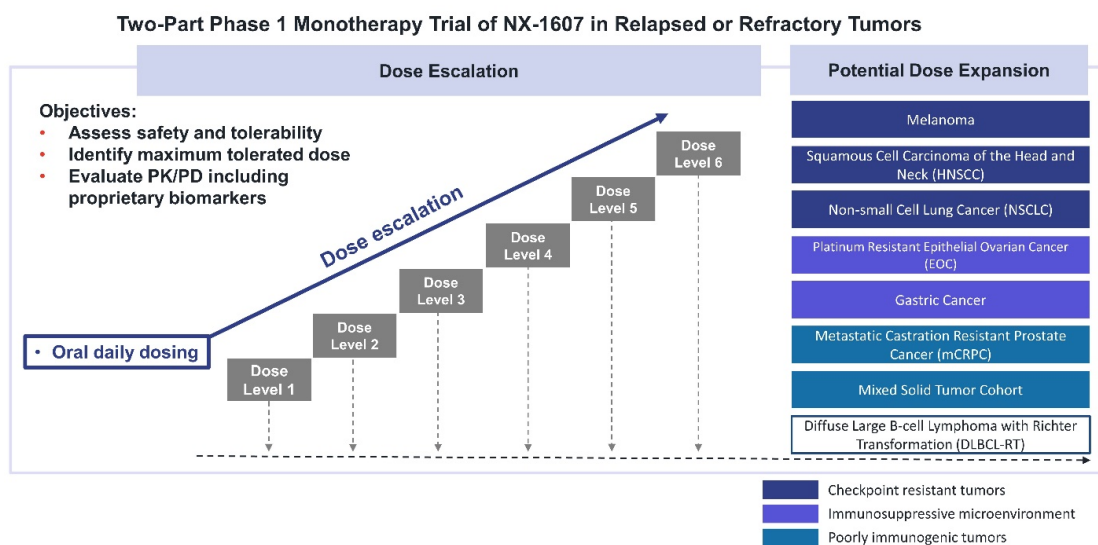 Two-Part Phase 1 Monotherapy Trial of NX-1607 in Relapsed or Refractory Tumors
Dose Escalation
Potential Dose Expansion
Objectives:
• Assess safety and tolerability
• Identify maximum tolerated dose
• Evaluate PK/PD including
proprietary biomarkers
Dose escalation
• Oral daily dosing
Dose
Level 1
Dose
Level 2
Dose
Level 3
Dose
Level 4
Dose
Level 5
Dose
Level 6
Melanoma
Squamous Cell Carcinoma of the Head and
Neck (HNSCC)
Non-small Cell Lung Cancer (NSCLC)
Platinum Resistant Epithelial Ovarian Cancer
(EOC)
Gastric Cancer
Metastatic Castration Resistant Prostate
Cancer (mCRPC)
Mixed Solid Tumor Cohort
Diffuse Large B-cell Lymphoma with Richter
Transformation (DLBCL-RT)
Checkpoint resistant tumors
Immunosuppressive microenvironment
Poorly immunogenic tumors